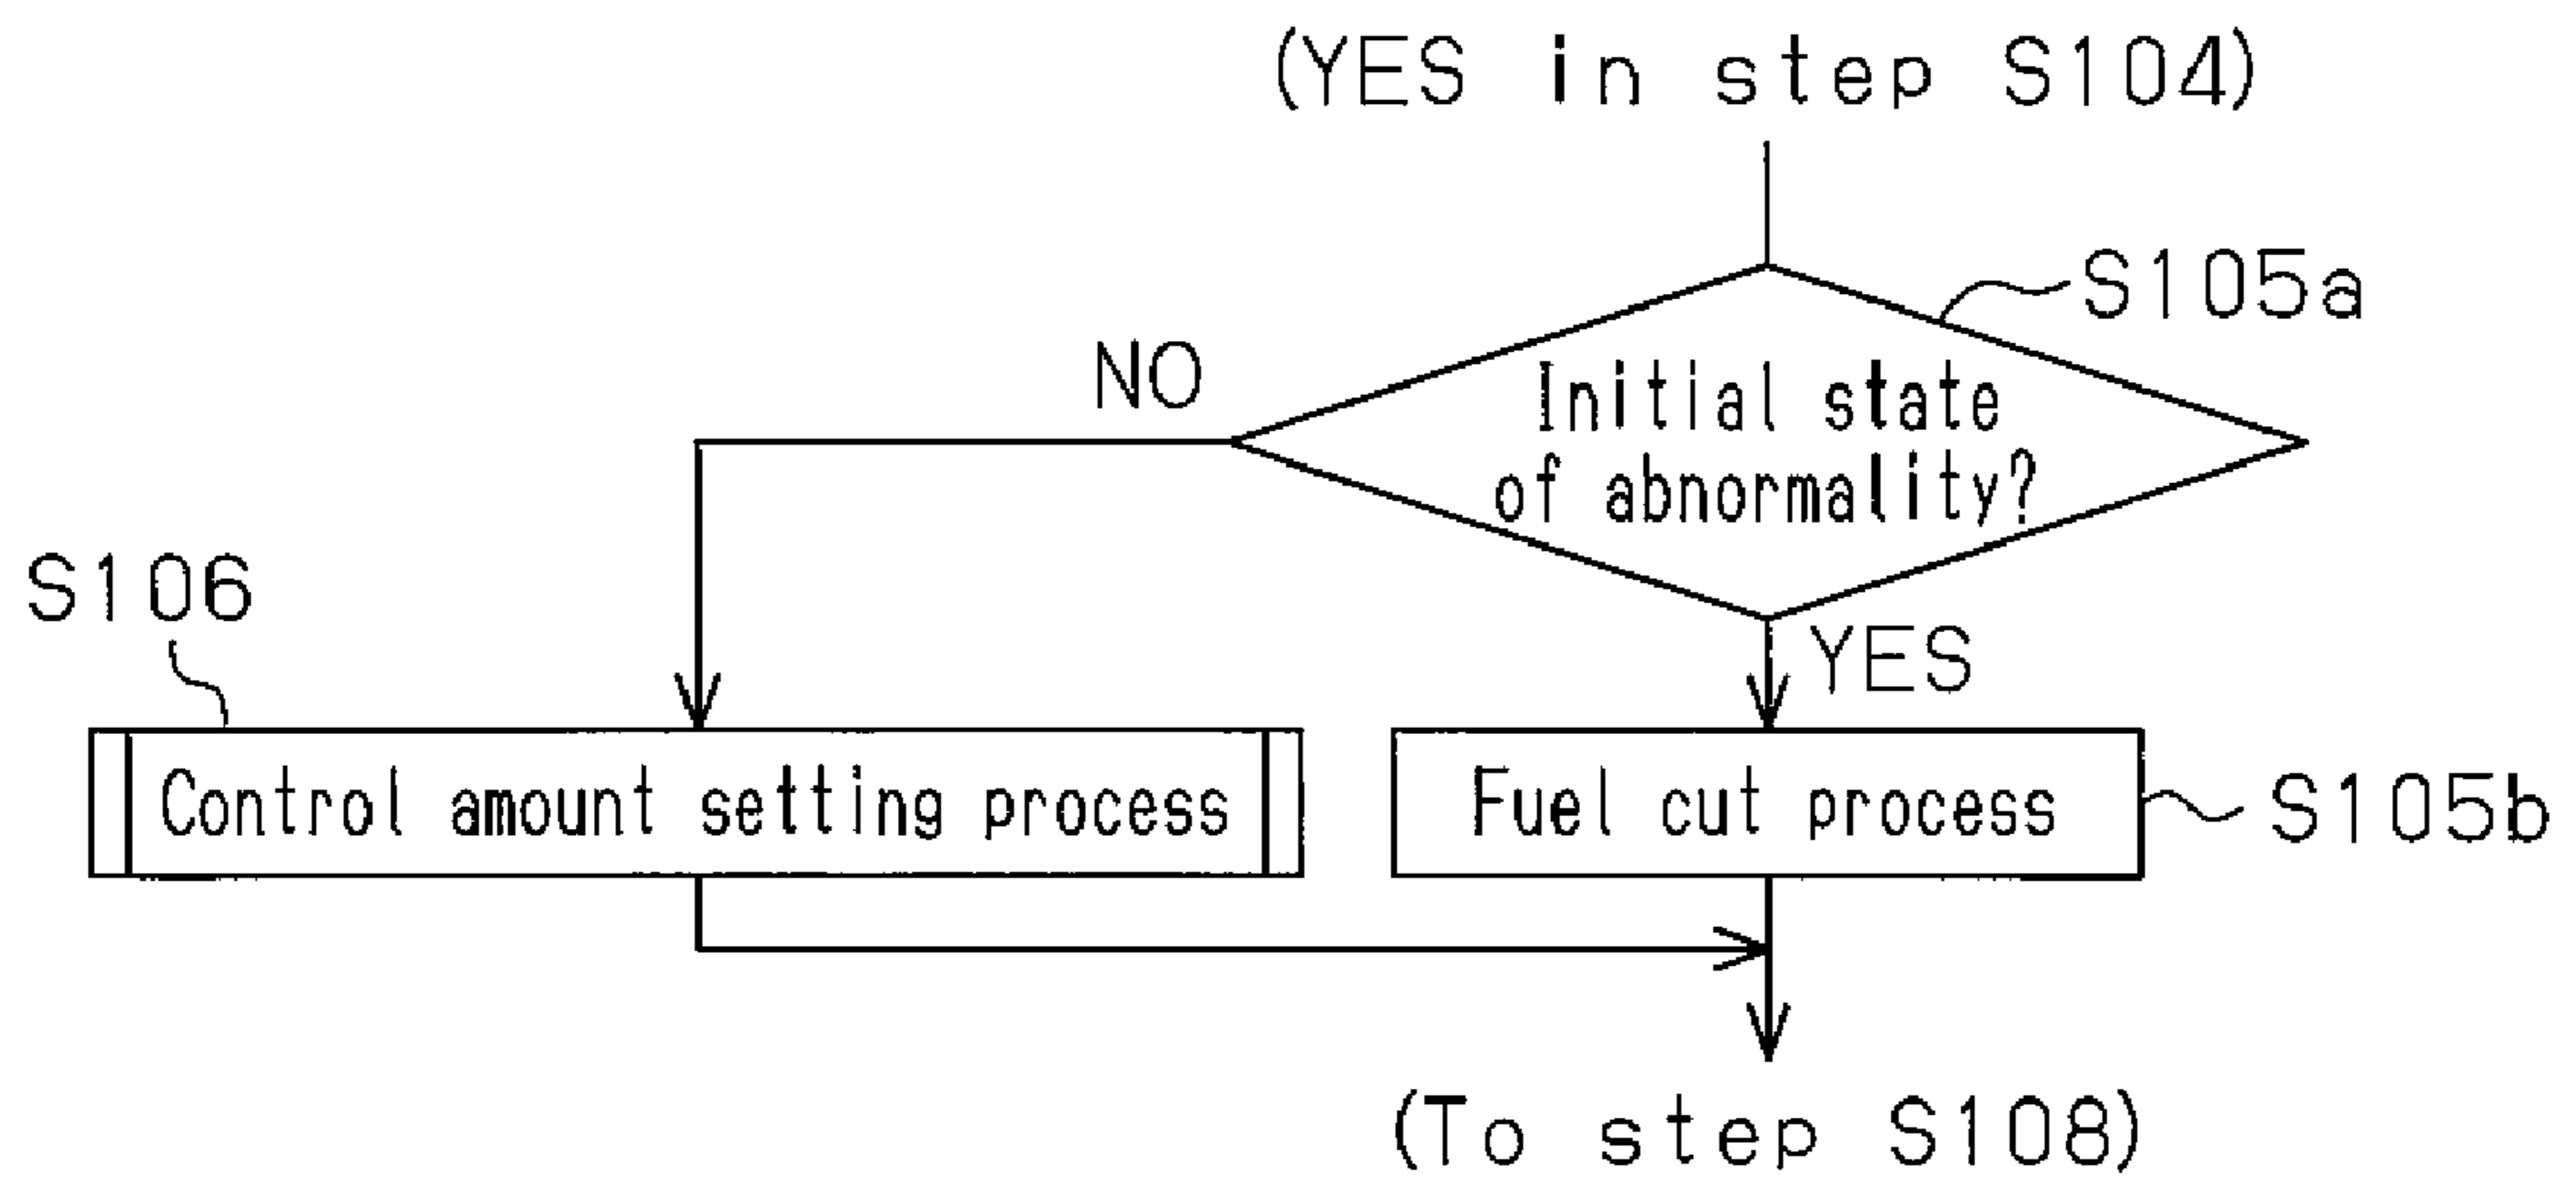 (YES in step S104)
S105a
NO
Initial state
of abnormality?
YES
S106
Control amount setting process
Fuel cut process
S105b
(To step S108)